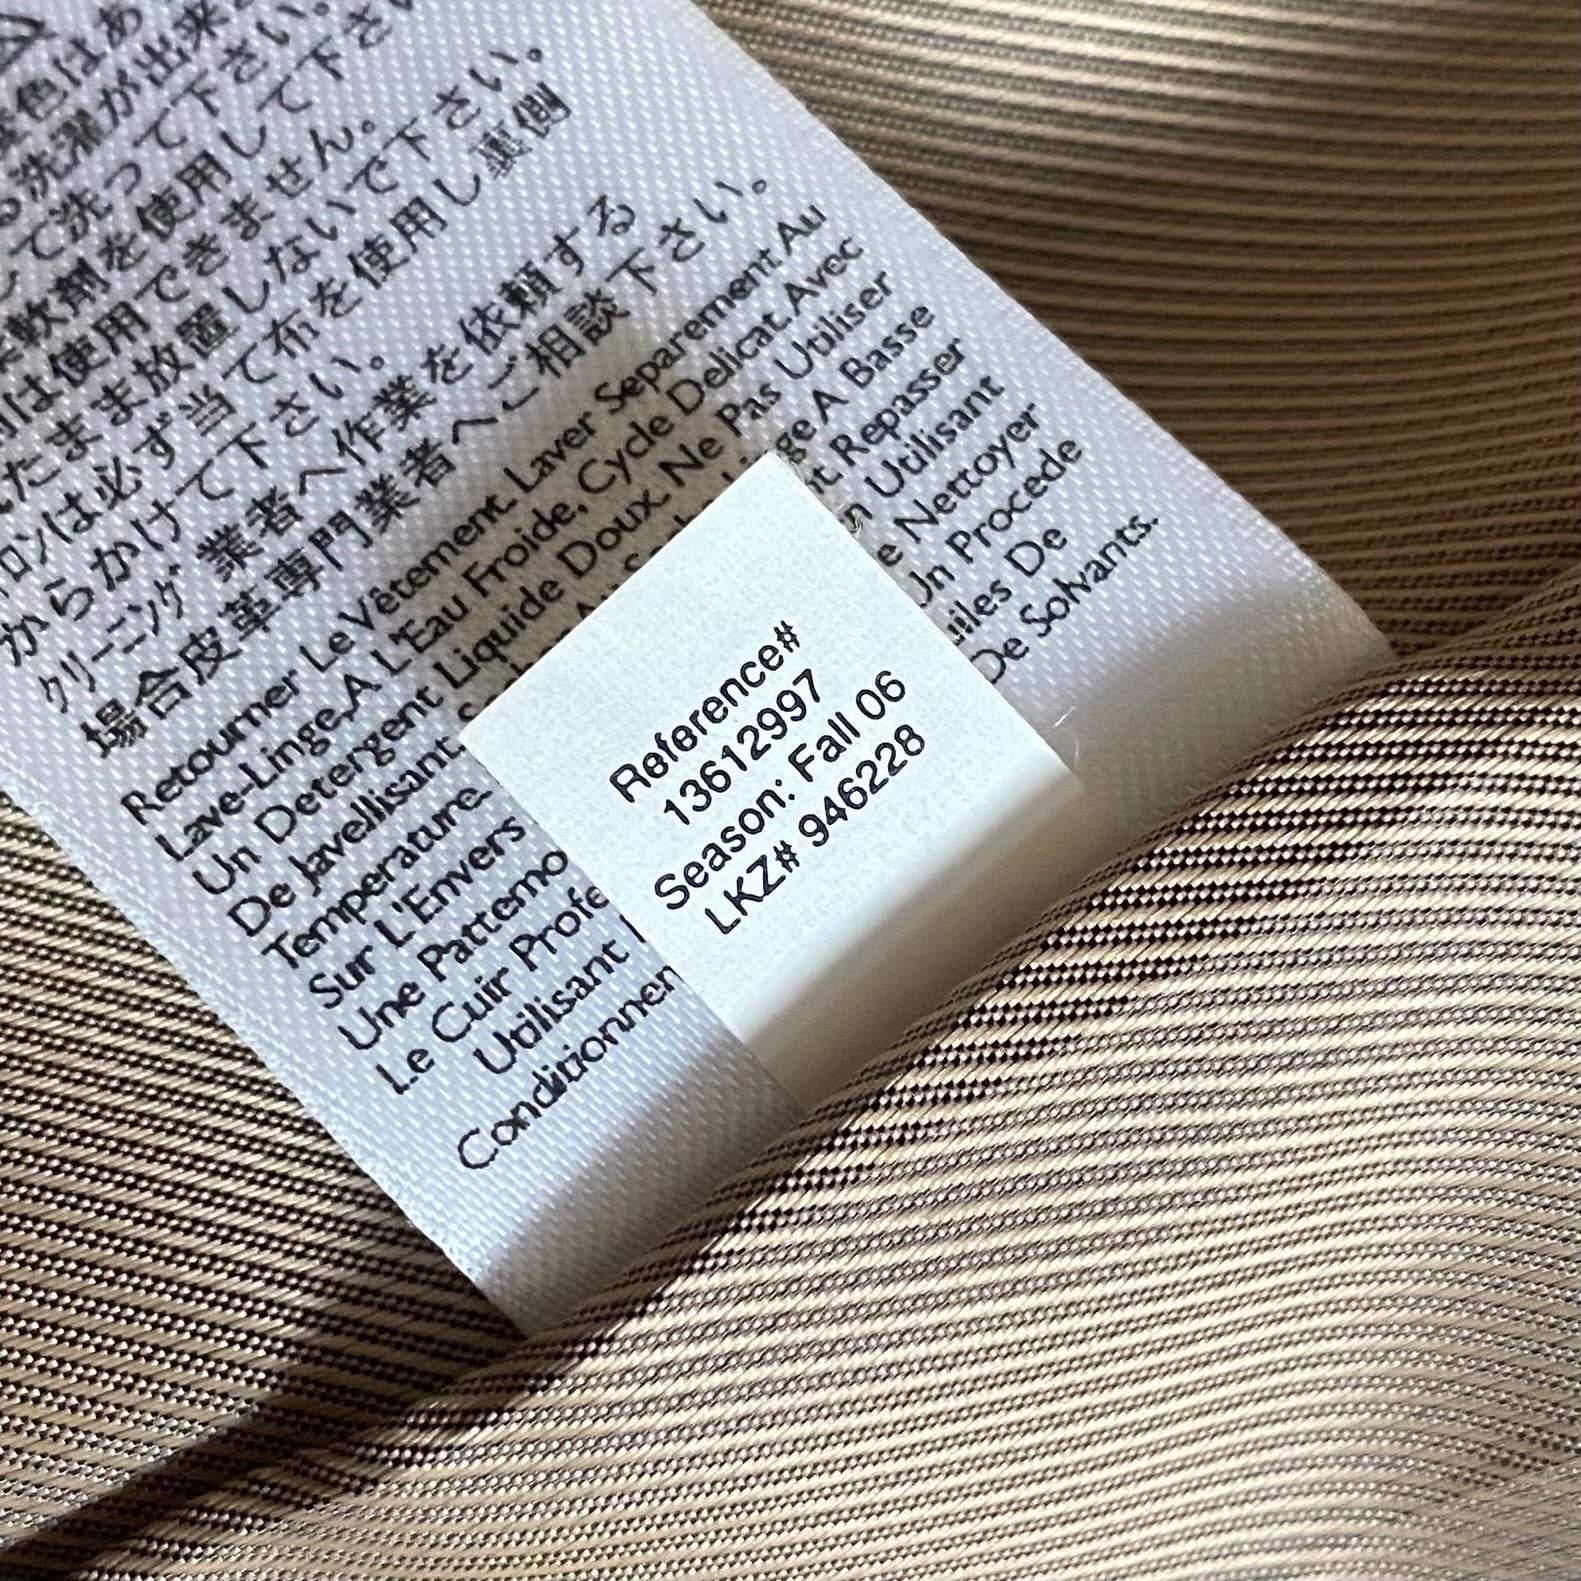 色はあ
洗濯が出来
て洗って下さい。
軟剤を使用して下さ
は使用できません。
たまま放置しないで下さい。
ロンは必ず当て布を使用し裏側
からかけて下さい。
クリーニング 業者へ作業を依頼する
場合皮革専門業者へご相談下さい。
Retourner Le Vêtement. Laver Separement Au
Lave-Linge, A L'Eau Froide, Cycle Delicat Avec
Un Detergent Liquide Doux. Ne Pas Utiliser
De Javellisant. A Basse
Temperature. Repasser
Sur L'Envers Utilisant
Une Pattemo Nettoyer
Le Cuir Profe Un Procede
Utilisant De
Conditionner De Solvants.
Reference#
13612997
Season: Fall 06
LKZ# 946228